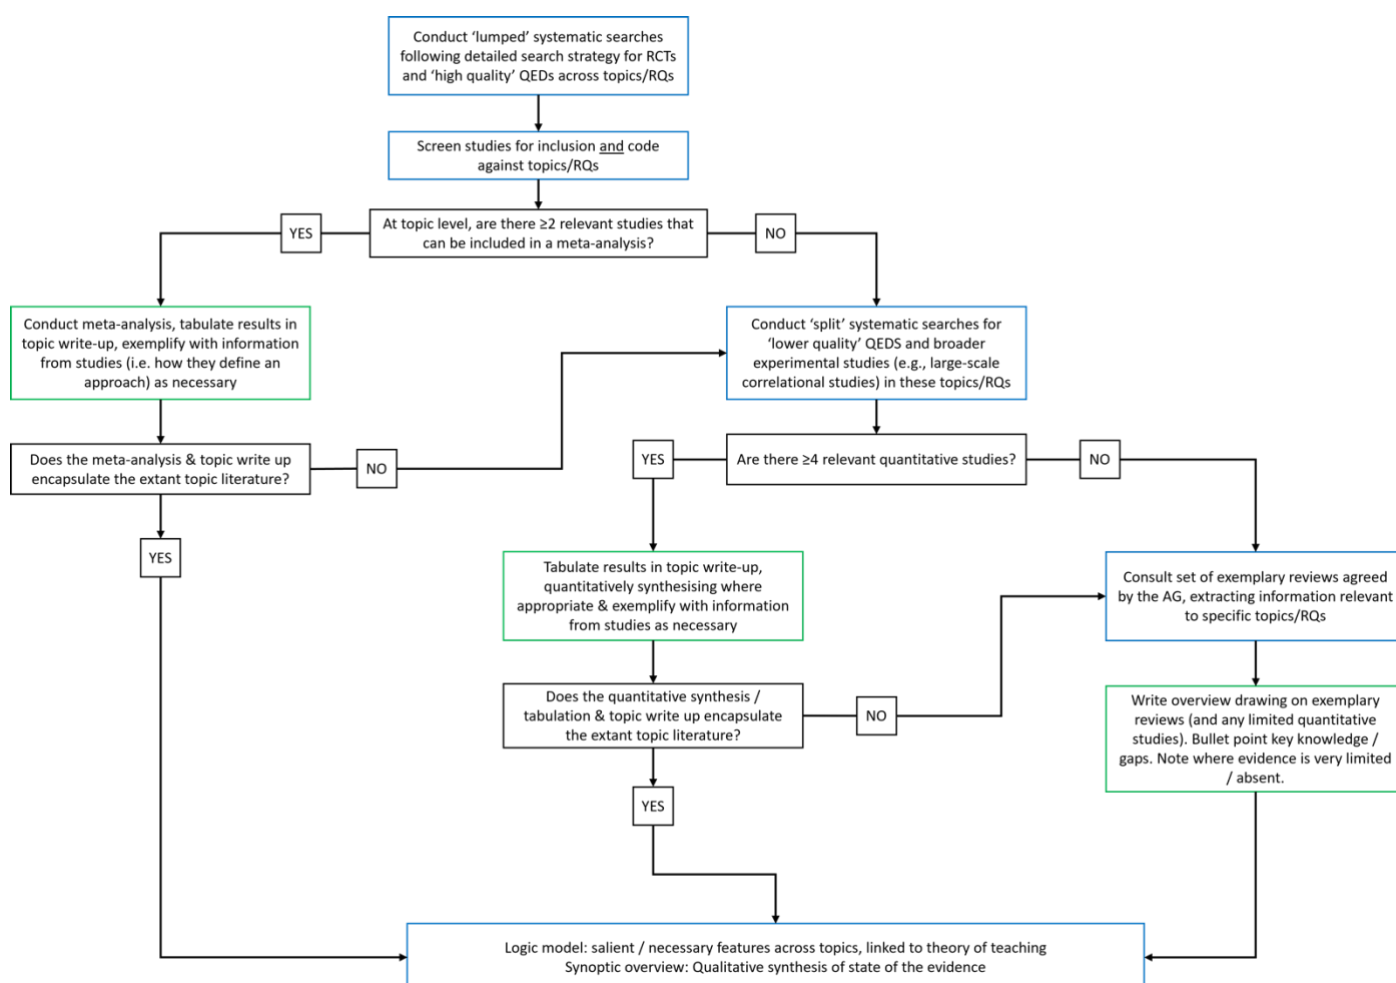 Conduct ‘lumped’ systematic searches
following detailed search strategy for RCTs
and ‘high quality’ QEDs across topics/RQs
Screen studies for inclusion and code
against topics/RQs
At topic level, are there ≥2 relevant studies that
can be included in a meta-analysis?
YES
NO
Conduct meta-analysis, tabulate results in
topic write-up, exemplify with information
from studies (i.e. how they define an
approach) as necessary
Conduct ‘split’ systematic searches for
‘lower quality’ QEDS and broader
experimental studies (e.g., large-scale
correlational studies) in these topics/RQs
Does the meta-analysis & topic write up
encapsulate the extant topic literature?
NO
YES
Are there ≥4 relevant quantitative studies?
NO
YES
Tabulate results in topic write-up,
quantitatively synthesising where
appropriate & exemplify with information
from studies as necessary
Consult set of exemplary reviews agreed
by the AG, extracting information relevant
to specific topics/RQs
Does the quantitative synthesis /
tabulation & topic write up encapsulate
the extant topic literature?
NO
Write overview drawing on exemplary
reviews (and any limited quantitative
studies). Bullet point key knowledge /
gaps. Note where evidence is very limited
/ absent.
YES
Logic model: salient / necessary features across topics, linked to theory of teaching
Synoptic overview: Qualitative synthesis of state of the evidence